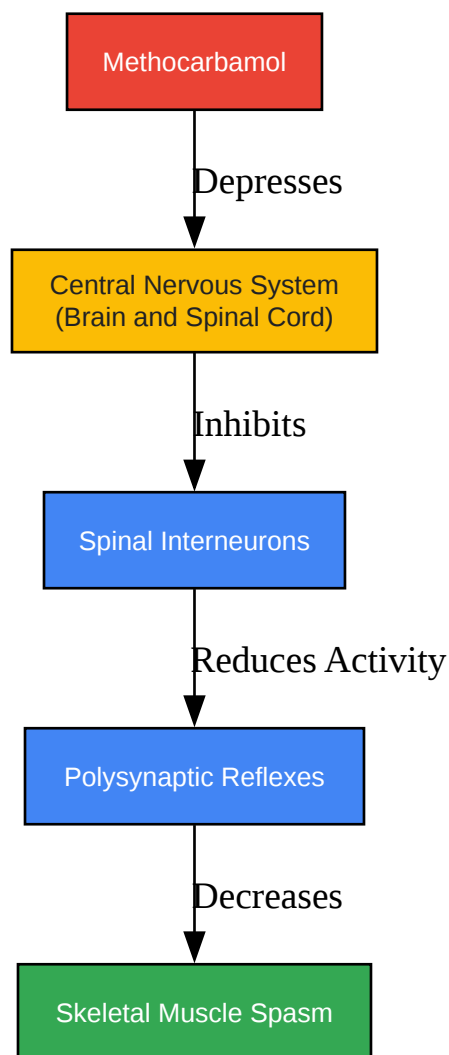 Methocarbamol
Depresses
Central Nervous System
(Brain and Spinal Cord)
Inhibits
Spinal Interneurons
Reduces Activity
Polysynaptic Reflexes
Decreases
Skeletal Muscle Spasm